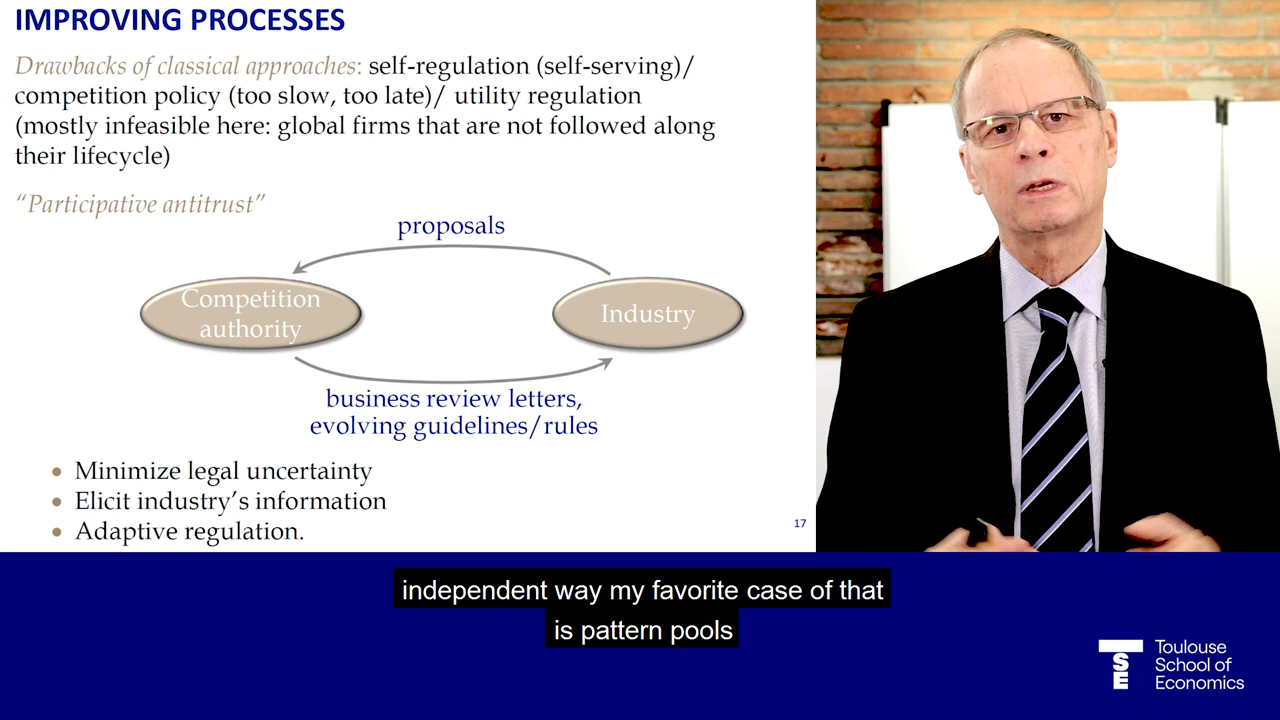 IMPROVING PROCESSES
Drawbacks of classical approaches: self-regulation (self-serving)/
competition policy (too slow, too late)/ utility regulation
(mostly infeasible here: global firms that are not followed along
their lifecycle)
“Participative antitrust”
proposals
Competition
authority
Industry
business review letters,
evolving guidelines/rules
• Minimize legal uncertainty
• Elicit industry’s information
• Adaptive regulation.
17
independent way my favorite case of that
is pattern pools
TSE
Toulouse
School of
Economics